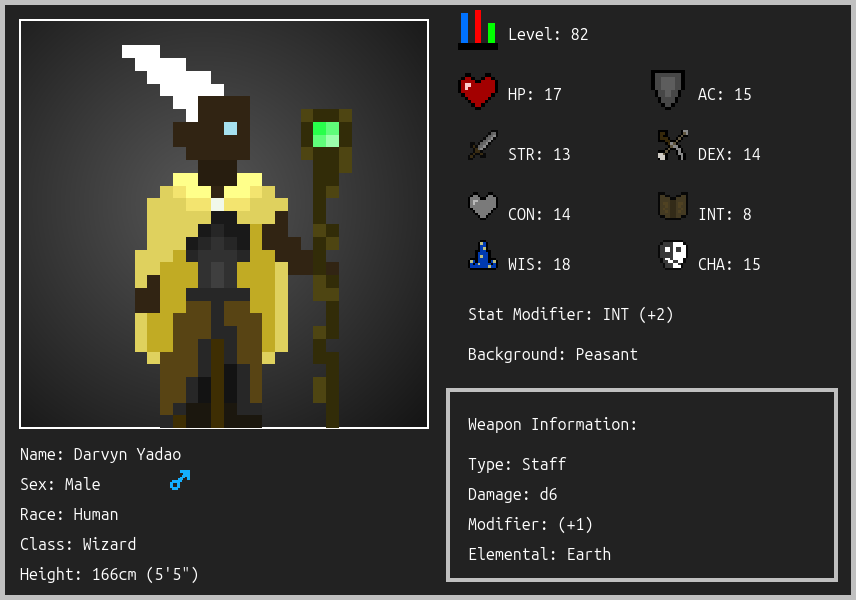 Level: 82
HP: 17
AC: 15
STR: 13
DEX: 14
CON: 14
INT: 8
WIS: 18
CHA: 15
Stat Modifier: INT (+2)
Background: Peasant
Weapon Information:
Type: Staff
Damage: d6
Modifier: (+1)
Elemental: Earth
Name: Darvyn Yadao
Sex: Male
Race: Human
Class: Wizard
Height: 166cm (5'5")